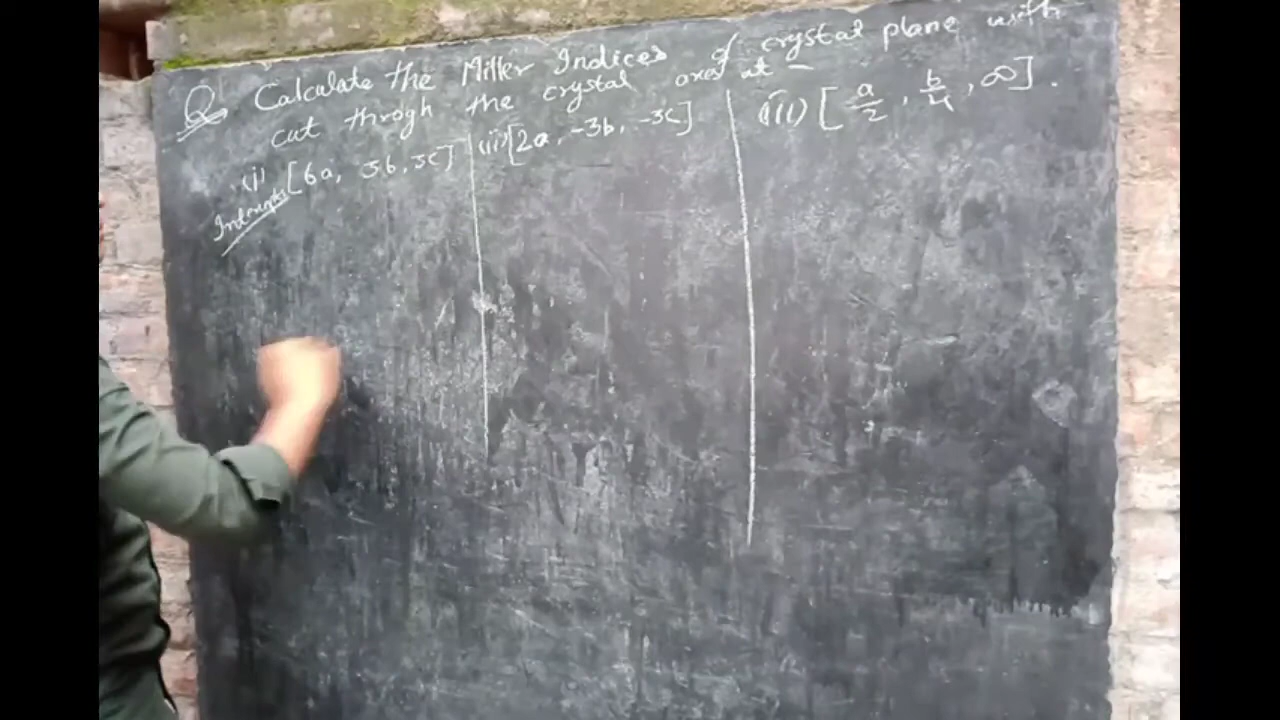 Q Calculate the Miller Indices of crystal plane with
cut throgh the crystal axes at –
(i) [6a, 3b, 3c] (ii) [2a, -3b, -3c] (iii) [a/2, b/4, ∞].
Intercepts